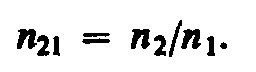 n₂₁ = n₂/n₁.